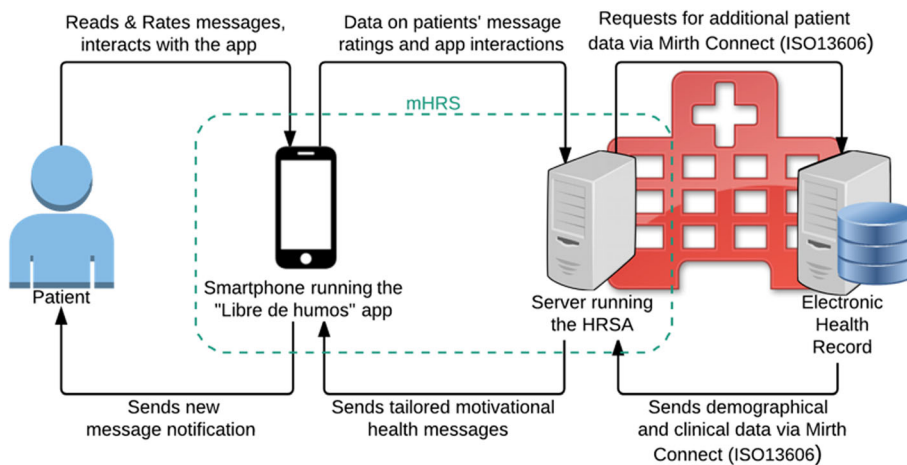 Reads & Rates messages,
interacts with the app
Data on patients' message
ratings and app interactions
Requests for additional patient
data via Mirth Connect (ISO13606)
mHRS
Patient
Smartphone running the
"Libre de humos" app
Server running
the HRSA
Electronic
Health
Record
Sends new
message notification
Sends tailored motivational
health messages
Sends demographical
and clinical data via Mirth
Connect (ISO13606)